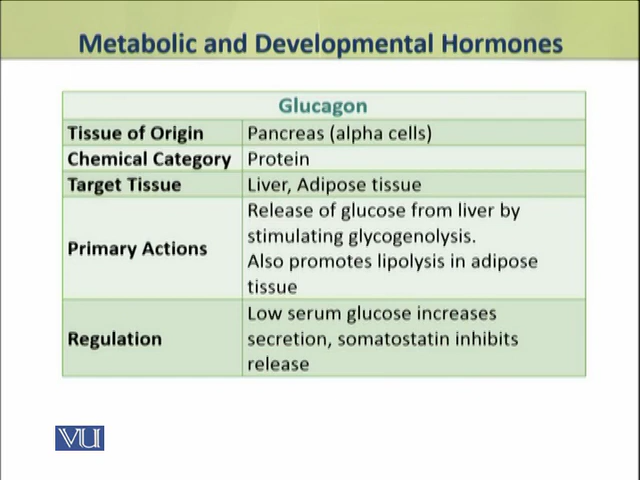 Metabolic and Developmental Hormones
Glucagon
Tissue of Origin
Pancreas (alpha cells)
Chemical Category
Protein
Target Tissue
Liver, Adipose tissue
Primary Actions
Release of glucose from liver by
stimulating glycogenolysis.
Also promotes lipolysis in adipose
tissue
Regulation
Low serum glucose increases
secretion, somatostatin inhibits
release
VU